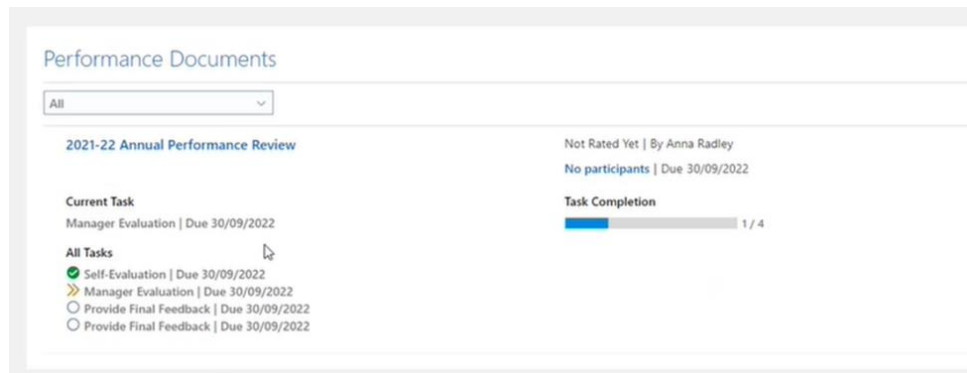 Performance Documents
All
2021-22 Annual Performance Review
Not Rated Yet | By Anna Radley
No participants | Due 30/09/2022
Current Task
Manager Evaluation | Due 30/09/2022
Task Completion
1 / 4
All Tasks
Self-Evaluation | Due 30/09/2022
Manager Evaluation | Due 30/09/2022
Provide Final Feedback | Due 30/09/2022
Provide Final Feedback | Due 30/09/2022